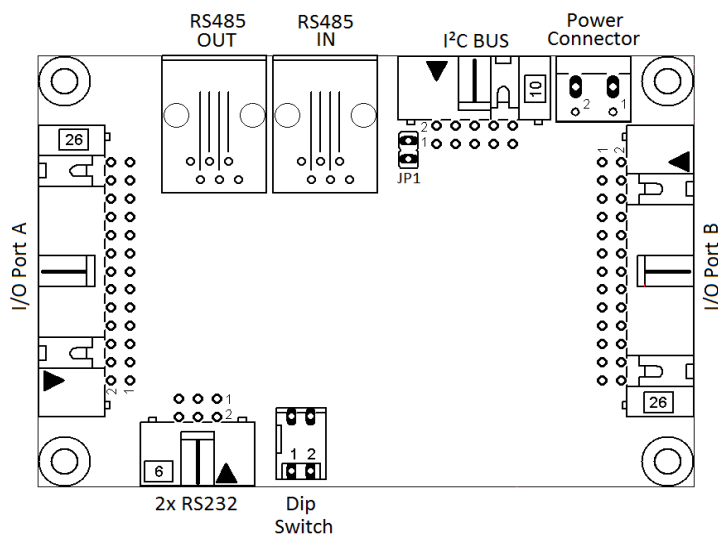 RS485
OUT
RS485
IN
I²C BUS
Power
Connector
10
2
1
2
1
JP1
26
1
2
I/O Port A
I/O Port B
2
1
1
2
26
6
1 2
2x RS232
Dip
Switch